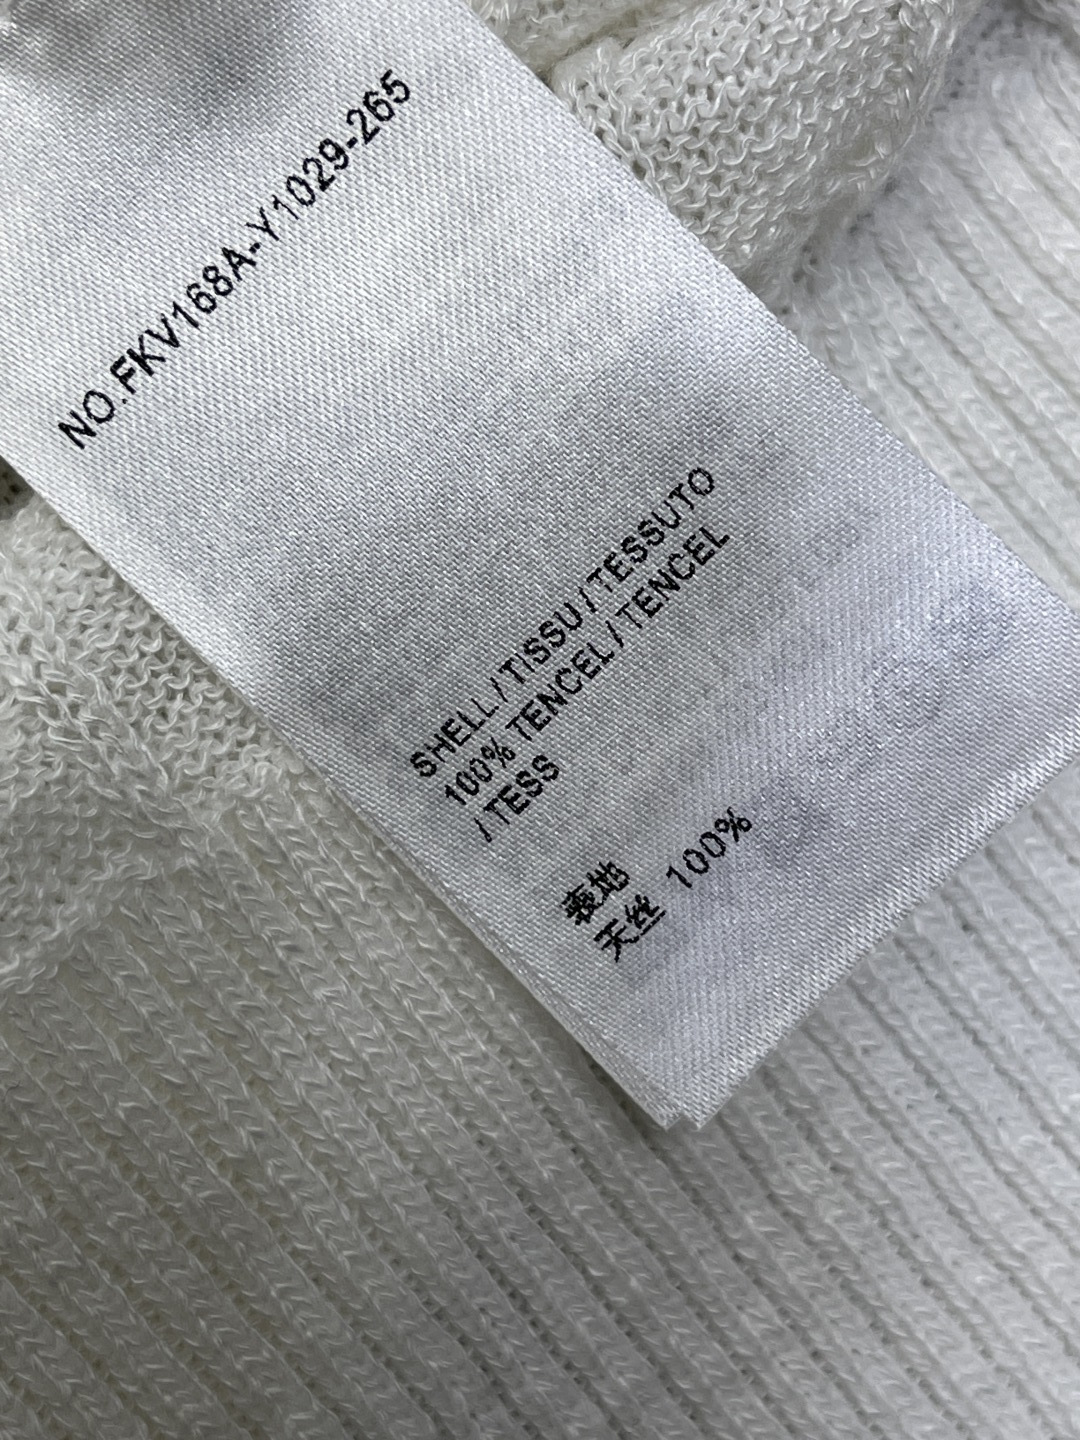 NO.FKV168A-Y1029-265
SHELL / TISSU / TESSUTO
100% TENCEL / TENCEL
/ TESS
表地
天丝 100%